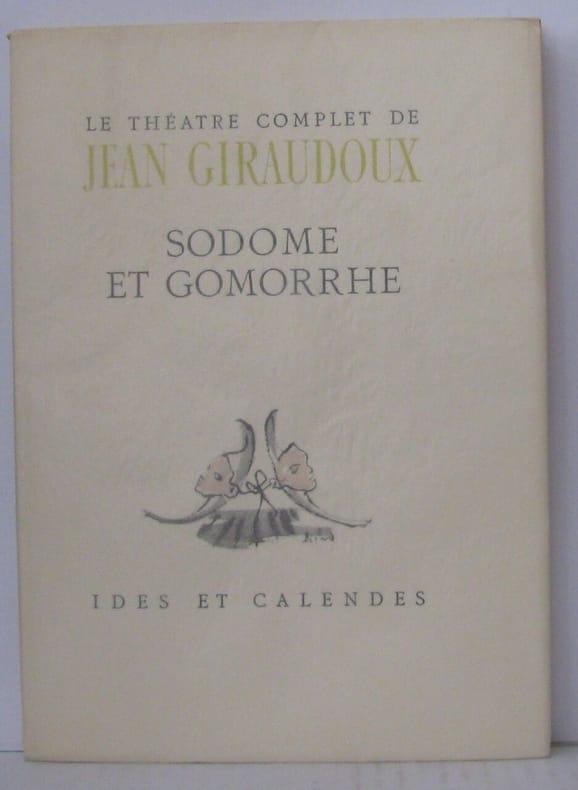 LE THÉATRE COMPLET DE
JEAN GIRAUDOUX
SODOME
ET GOMORRHE
IDES ET CALENDES